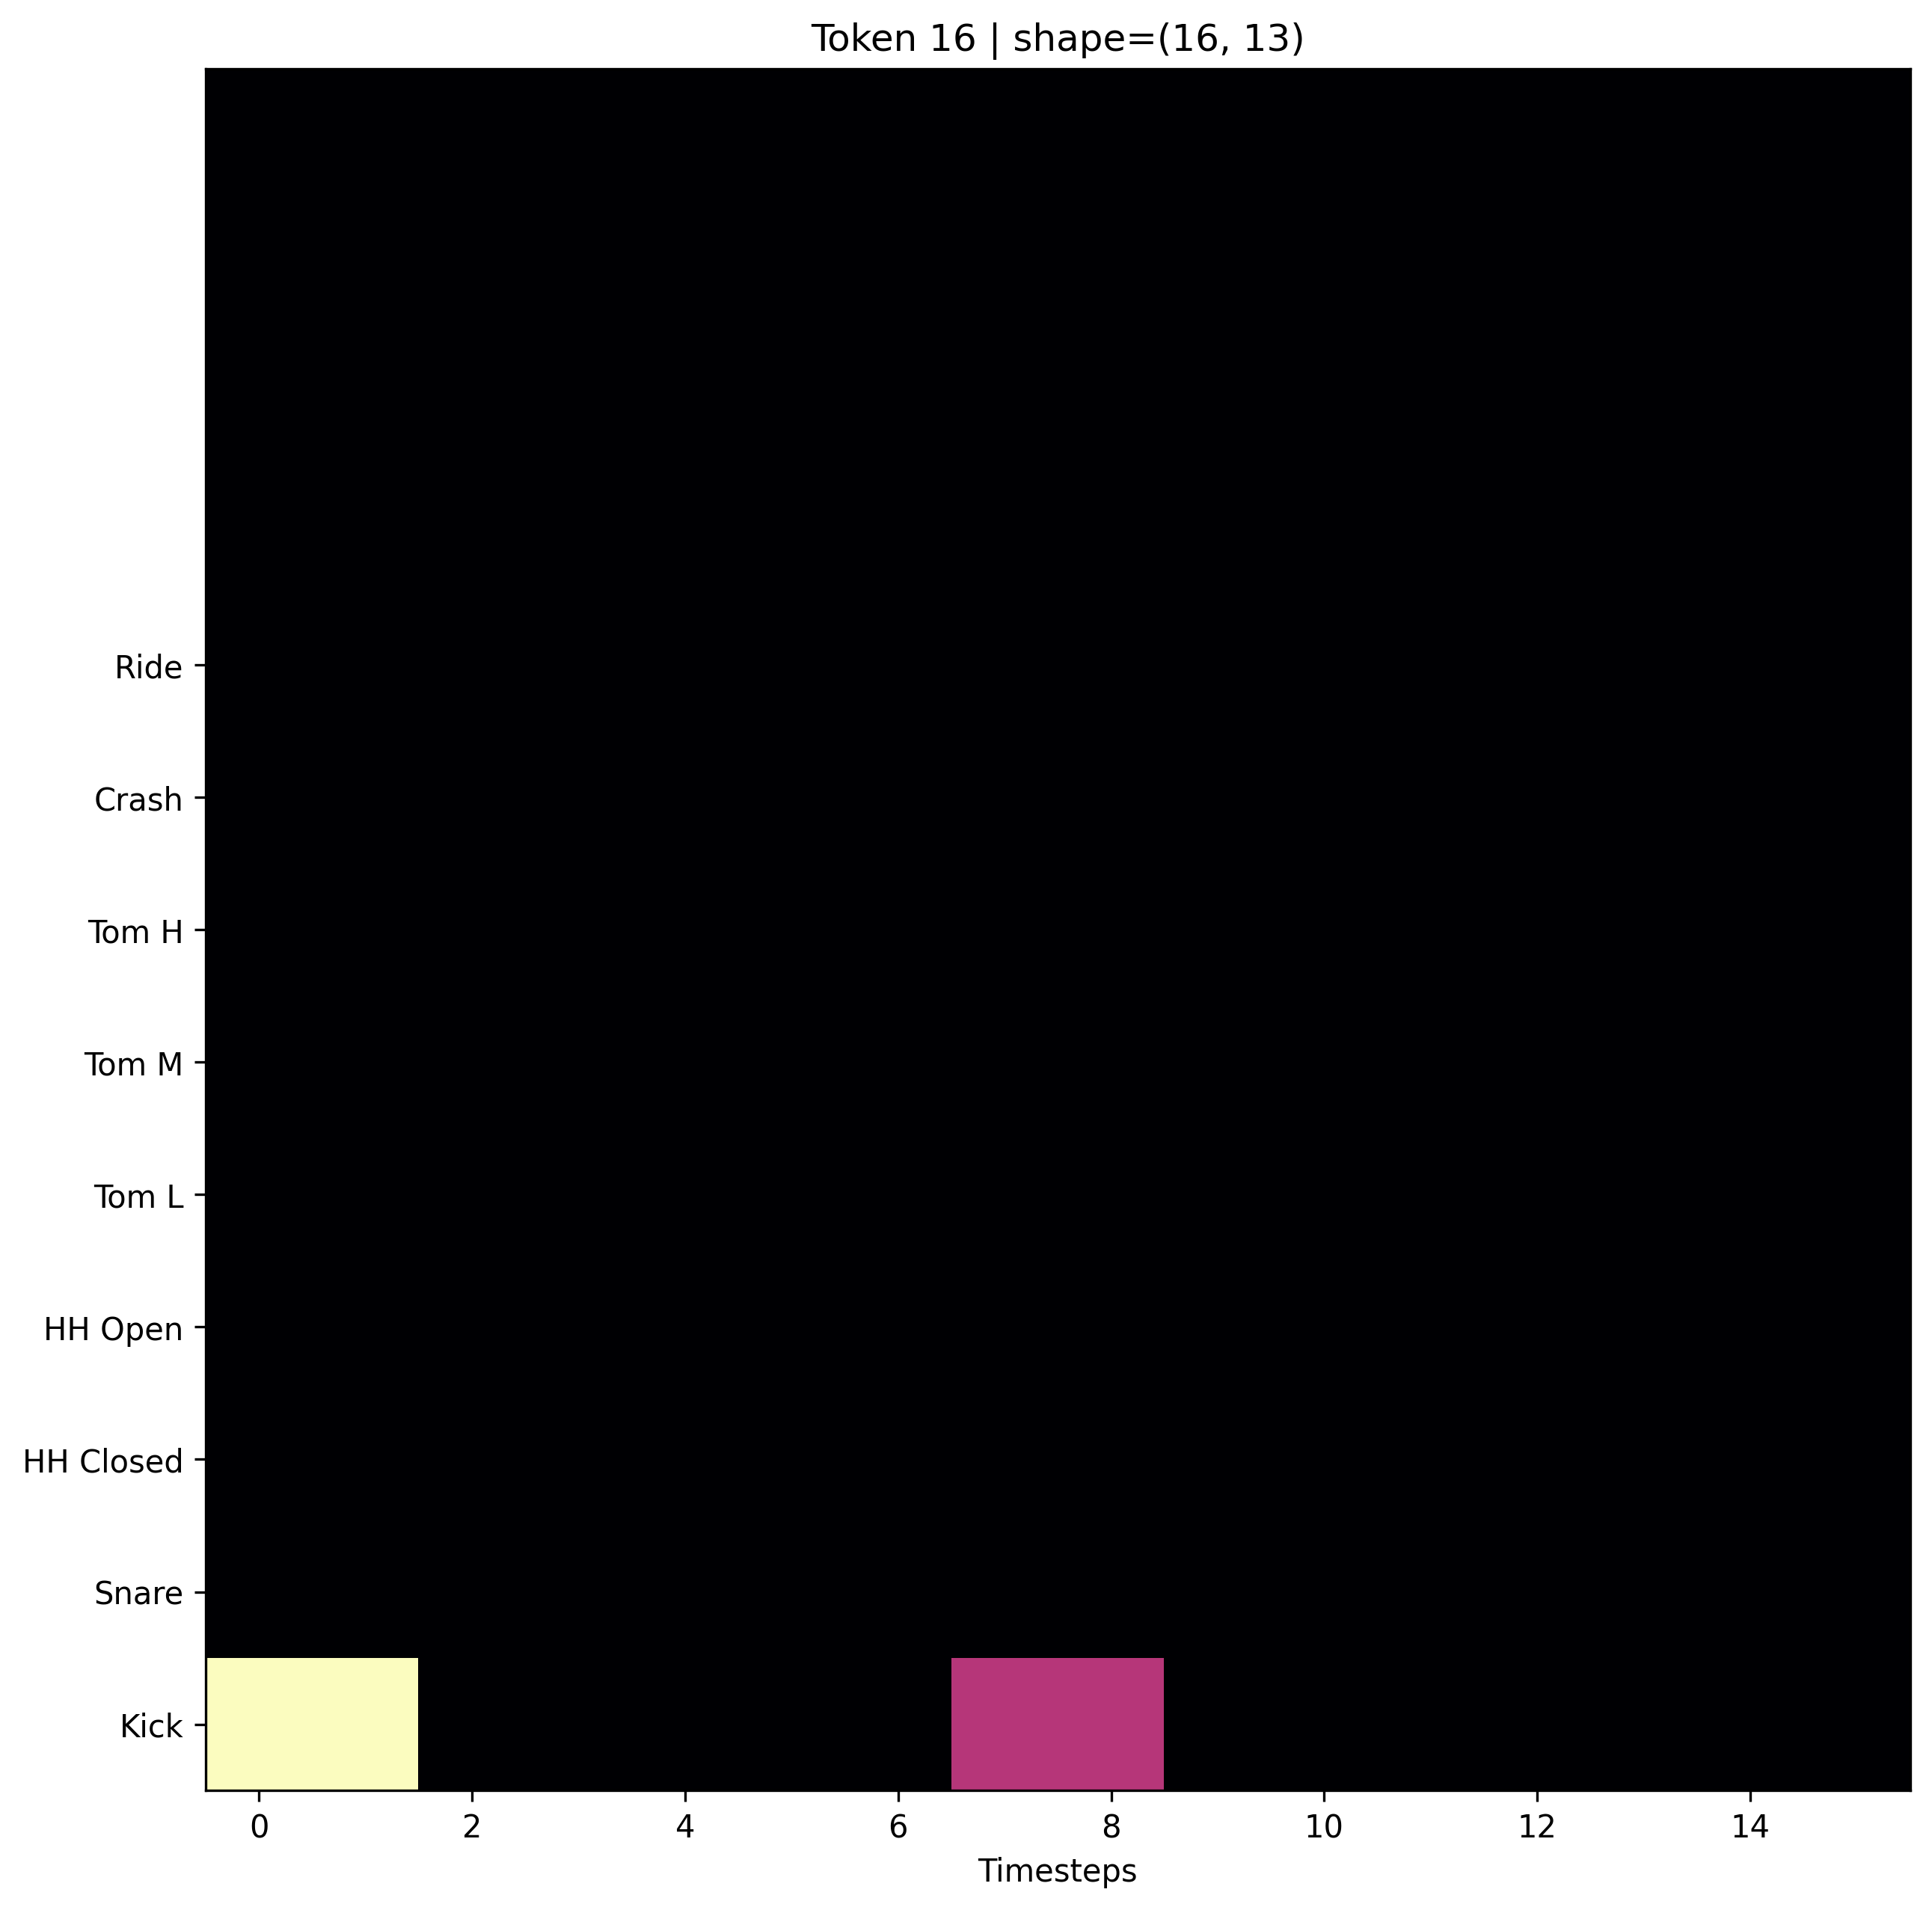 Token 16 | shape=(16, 13)
Ride
Crash
Tom H
Tom M
Tom L
HH Open
HH Closed
Snare
Kick
0 2 4 6 8 10 12 14
Timesteps